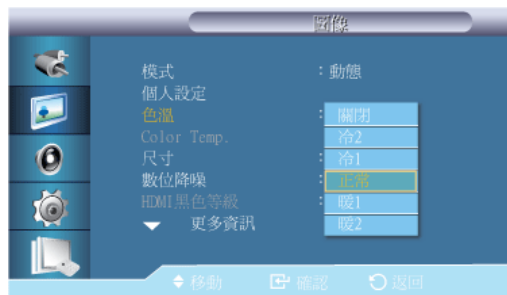 圖像
模式 : 動態
個人設定
色溫 : 關閉
冷2
Color Temp.
尺寸 : 冷1
數位降噪 : 正常
HDMI黑色等級 : 暖1
更多資訊
暖2
移動 確認 返回